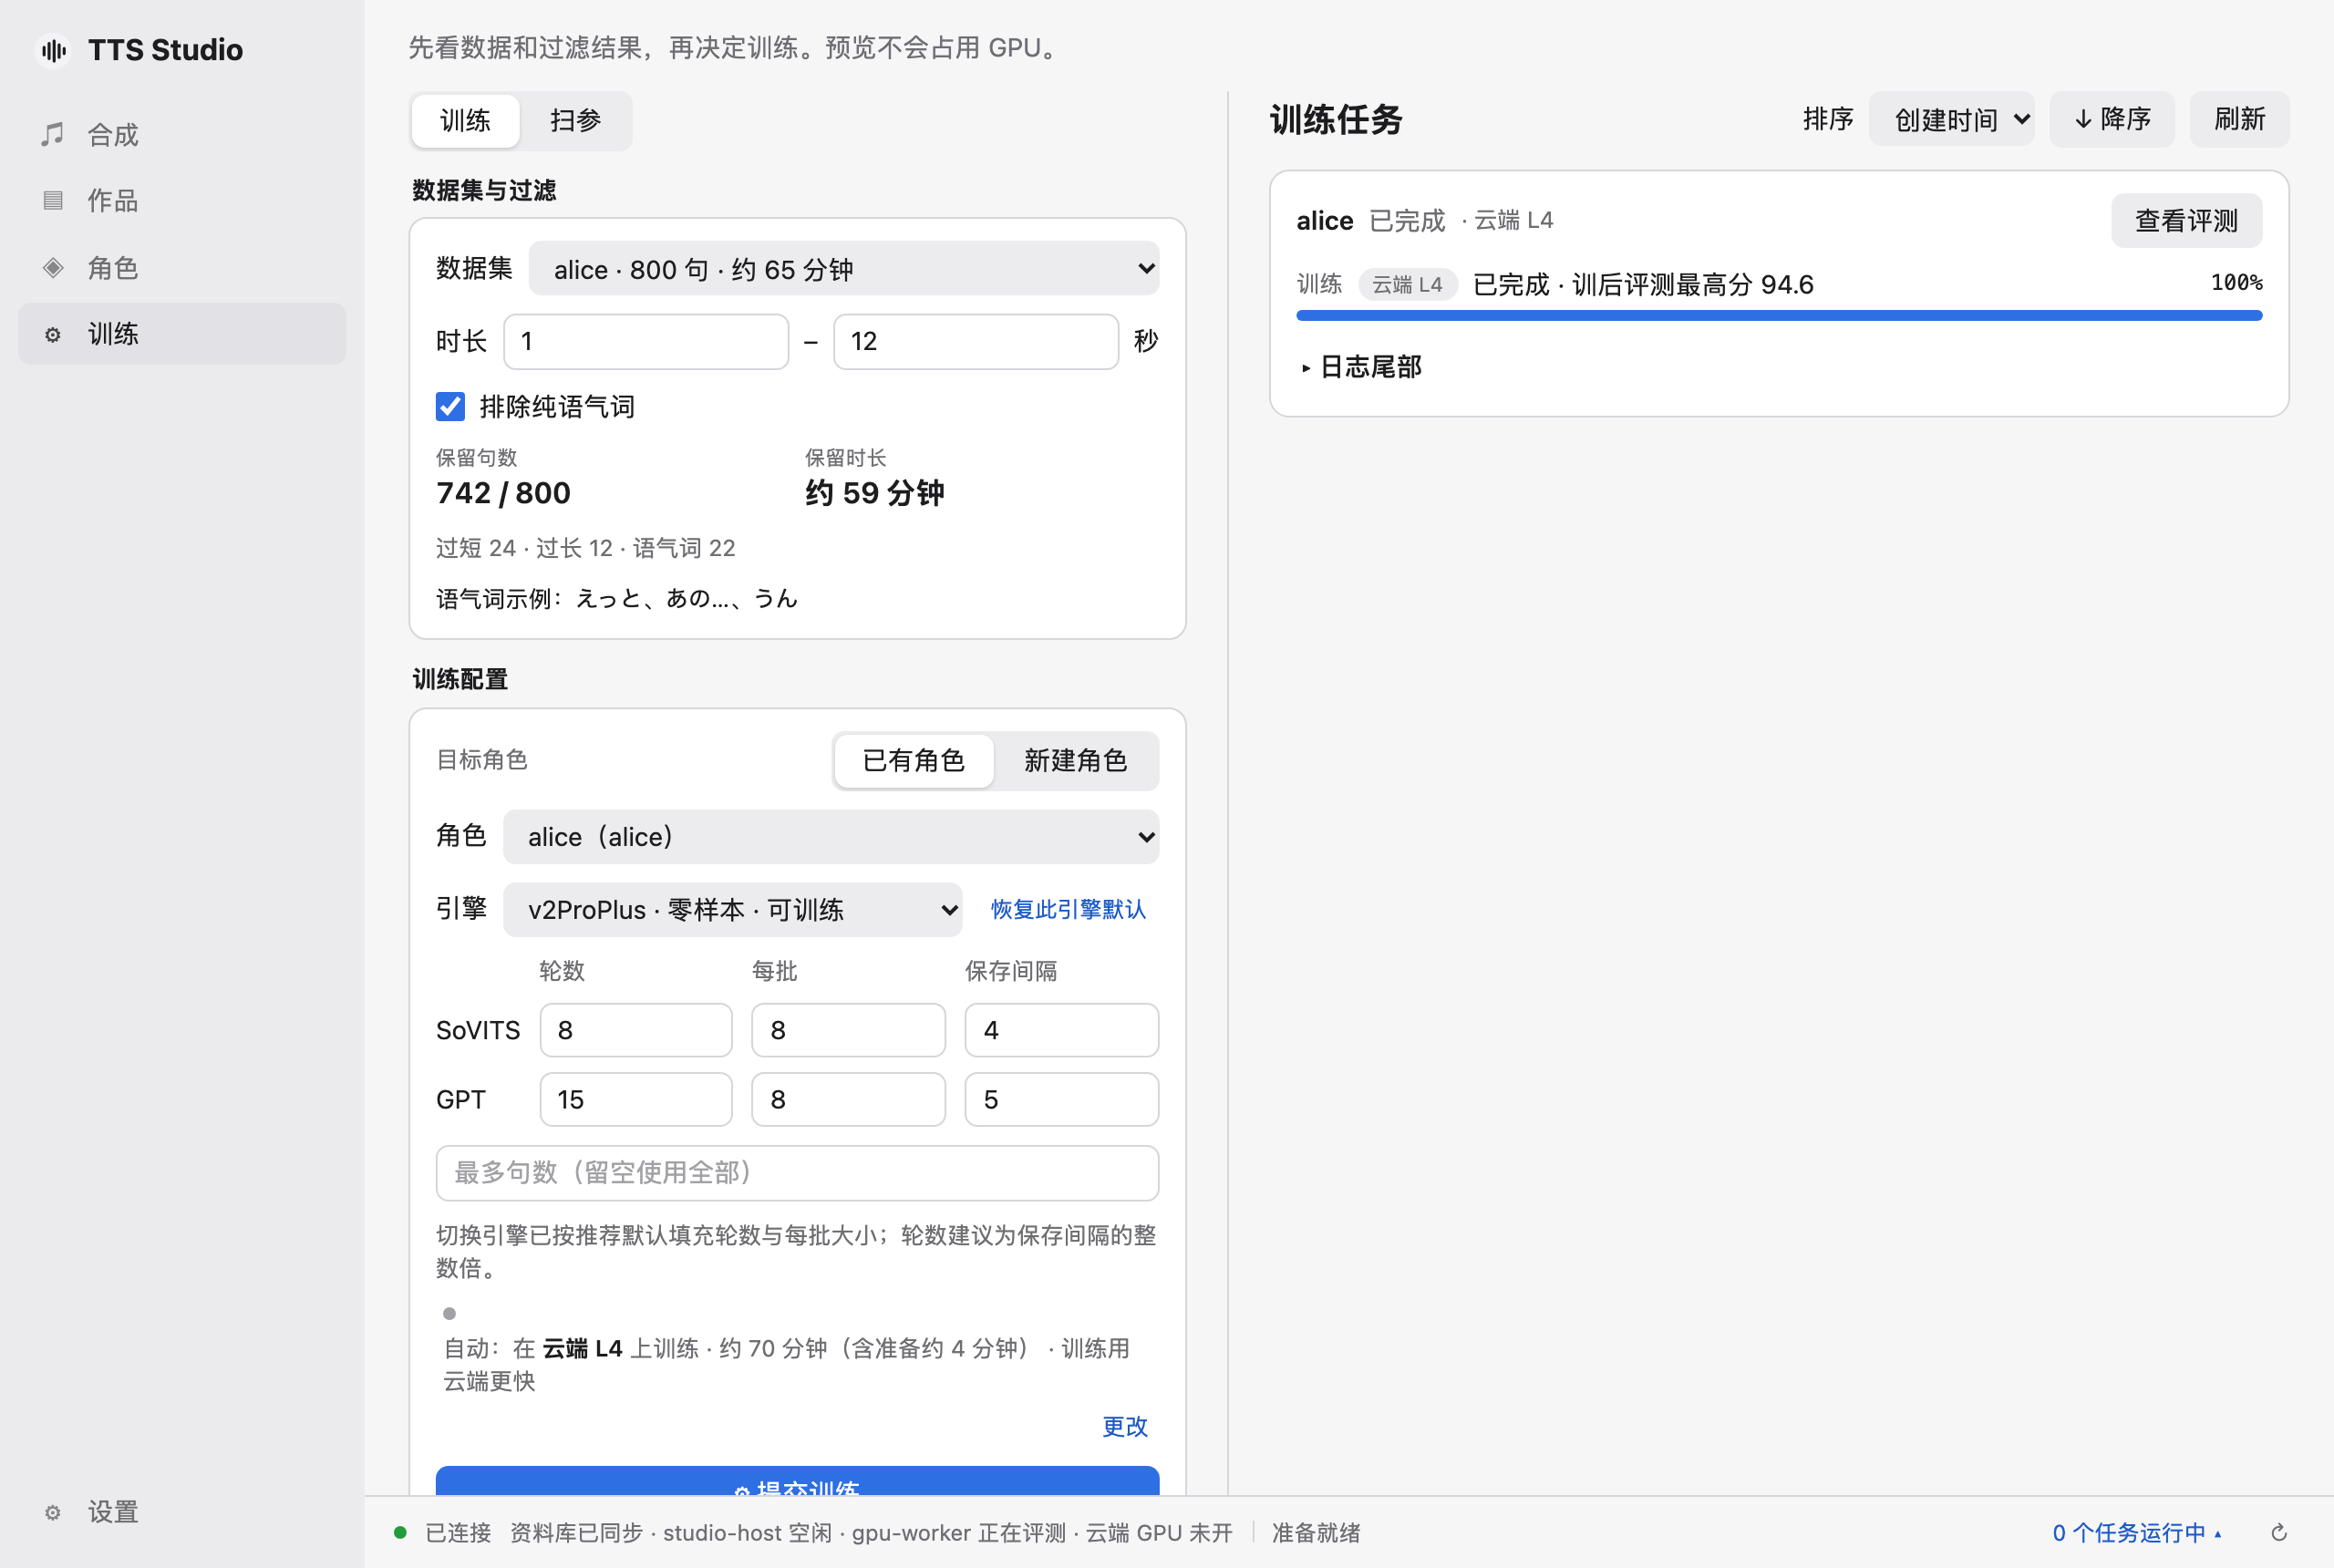 TTS Studio
合成
作品
角色
训练
设置
先看数据和过滤结果，再决定训练。预览不会占用 GPU。
训练 扫参
数据集与过滤
数据集 alice · 800 句 · 约 65 分钟
时长 1 – 12 秒
排除纯语气词
保留句数 保留时长
742 / 800 约 59 分钟
过短 24 · 过长 12 · 语气词 22
语气词示例：えっと、あの…、うん
训练配置
目标角色 已有角色 新建角色
角色 alice（alice）
引擎 v2ProPlus · 零样本 · 可训练 恢复此引擎默认
轮数 每批 保存间隔
SoVITS 8 8 4
GPT 15 8 5
最多句数（留空使用全部）
切换引擎已按推荐默认填充轮数与每批大小；轮数建议为保存间隔的整
数倍。
自动：在 云端 L4 上训练 · 约 70 分钟（含准备约 4 分钟） · 训练用
云端更快
更改
提交训练
训练任务 排序 创建时间 ↓ 降序 刷新
alice 已完成 · 云端 L4 查看评测
训练 云端 L4 已完成 · 训后评测最高分 94.6 100%
▸ 日志尾部
已连接 资料库已同步 · studio-host 空闲 · gpu-worker 正在评测 · 云端 GPU 未开 准备就绪 0 个任务运行中 ▴